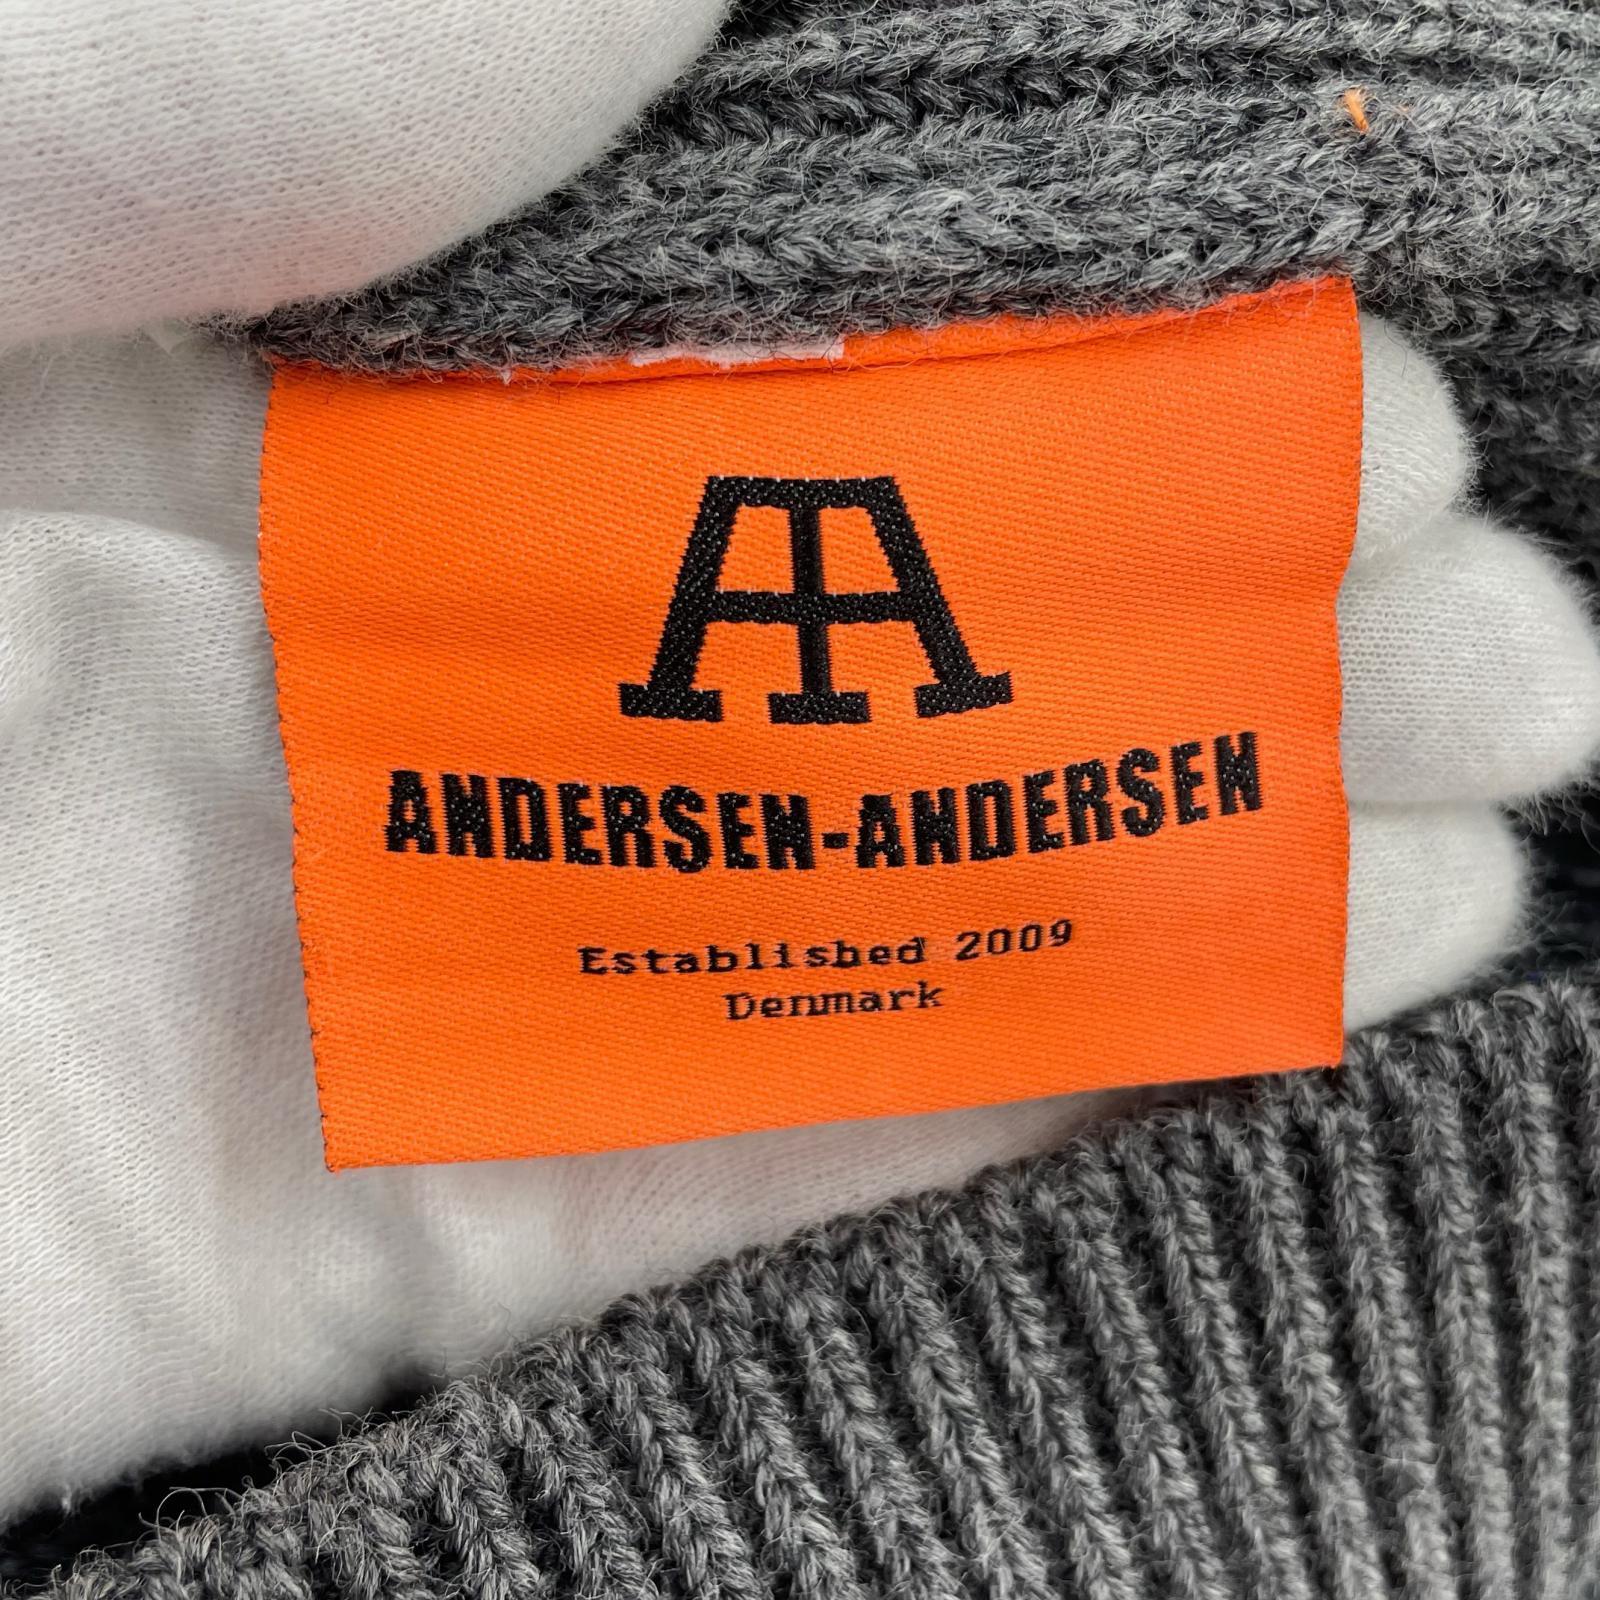 ANDERSEN-ANDERSEN
Established 2009
Denmark